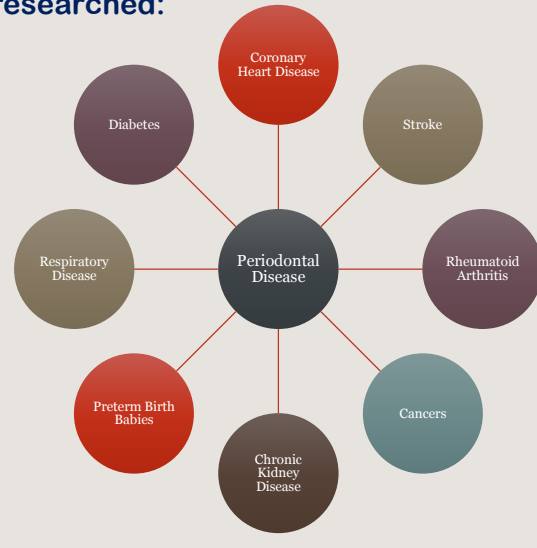 researched:
Coronary
Heart Disease
Diabetes
Stroke
Respiratory
Disease
Periodontal
Disease
Rheumatoid
Arthritis
Preterm Birth
Babies
Cancers
Chronic
Kidney
Disease